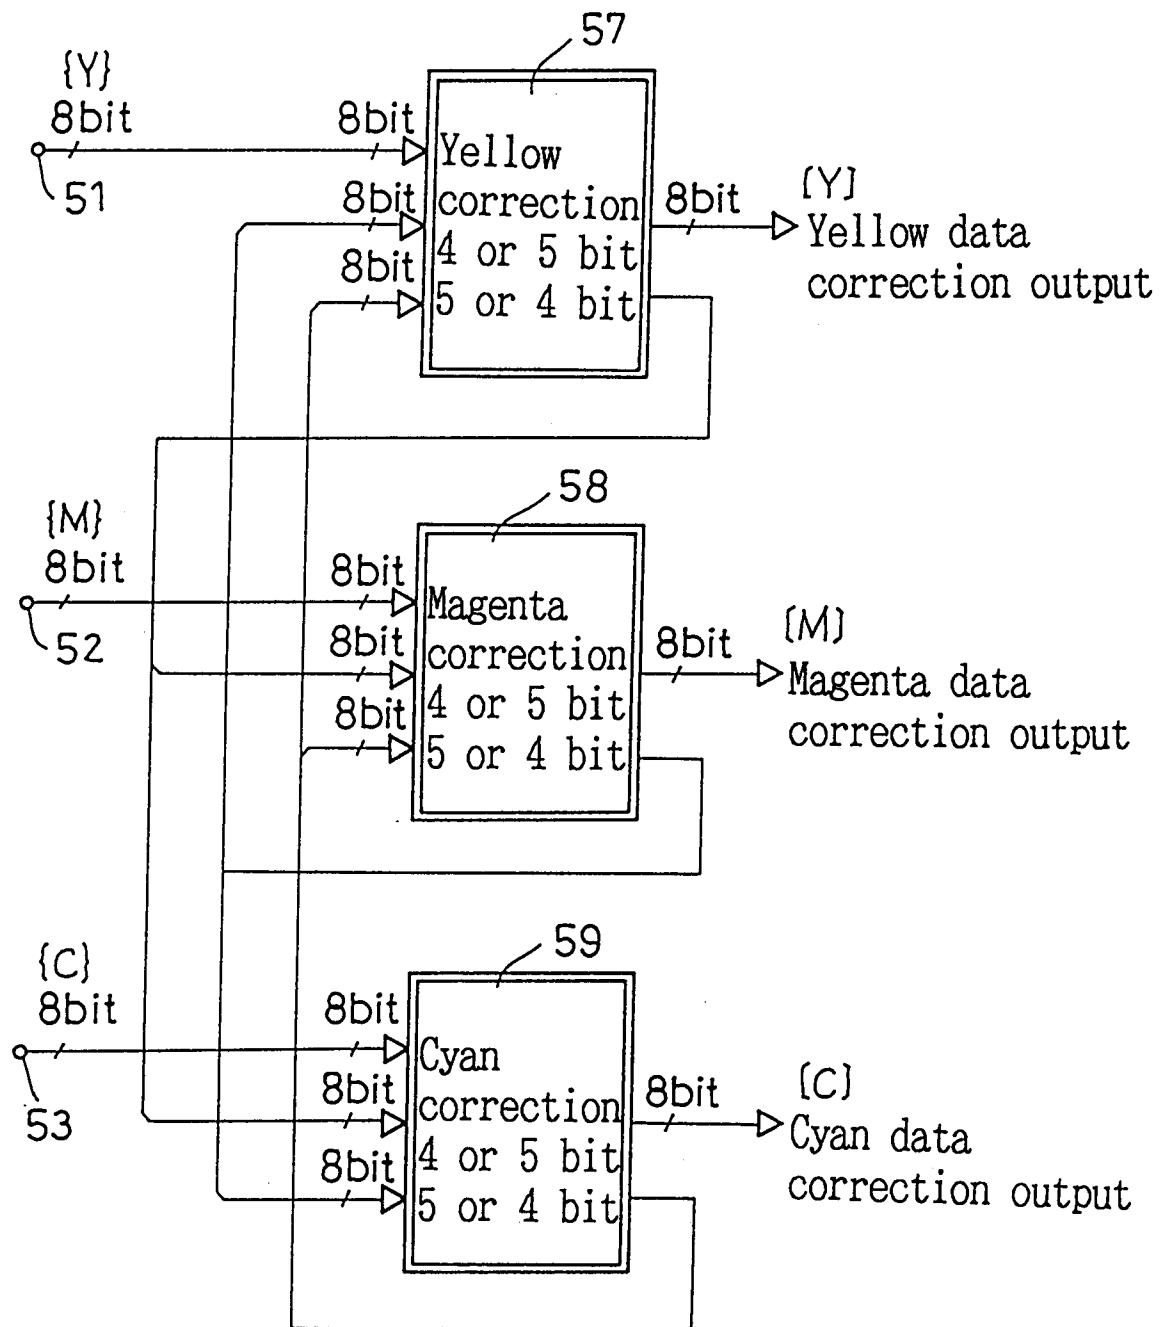 57
{Y}
8bit
8bit
51
Yellow
correction
4 or 5 bit
5 or 4 bit
8bit
8bit
8bit
[Y]
Yellow data
correction output
58
{M}
8bit
8bit
52
Magenta
correction
4 or 5 bit
5 or 4 bit
8bit
8bit
8bit
[M]
Magenta data
correction output
59
{C}
8bit
8bit
53
Cyan
correction
4 or 5 bit
5 or 4 bit
8bit
8bit
8bit
[C]
Cyan data
correction output